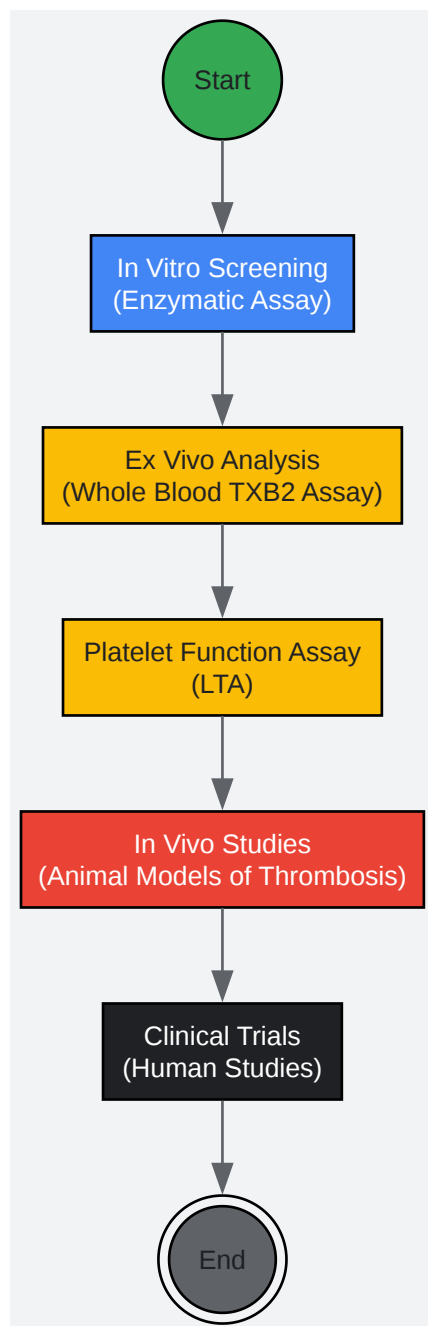 Start
In Vitro Screening
(Enzymatic Assay)
Ex Vivo Analysis
(Whole Blood TXB2 Assay)
Platelet Function Assay
(LTA)
In Vivo Studies
(Animal Models of Thrombosis)
Clinical Trials
(Human Studies)
End